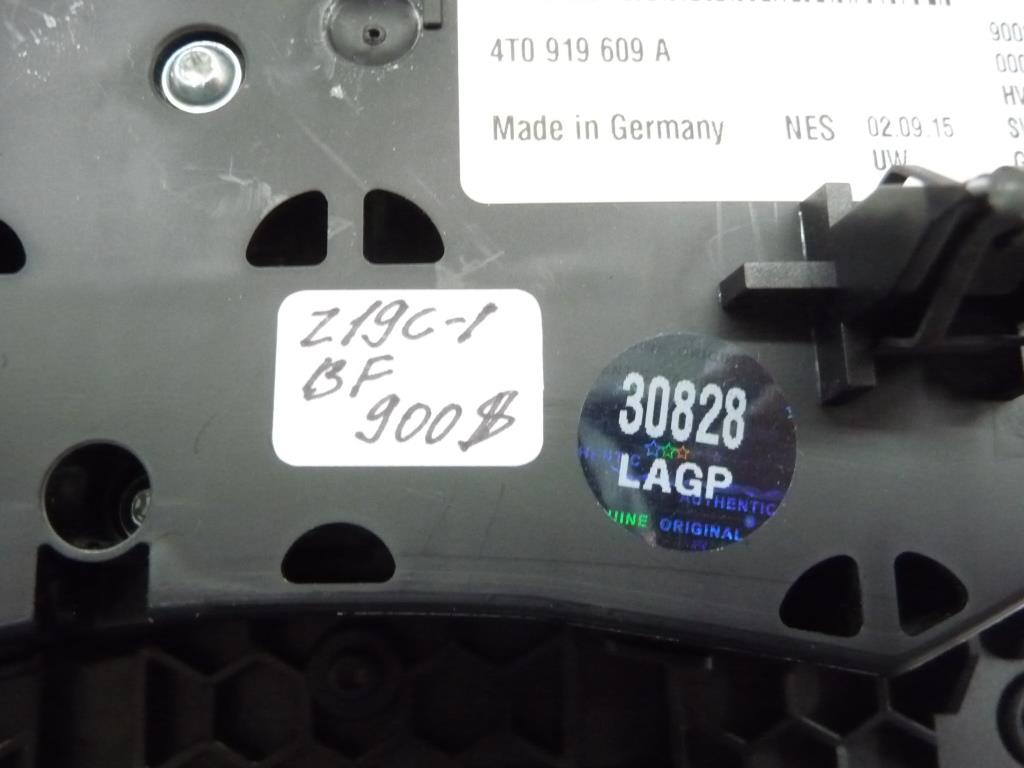 4T0 919 609 A
Made in Germany NES 02.09.15
UW
Z19C-1
BF
900$
30828
LAGP
AUTHENTIC
ORIGINAL